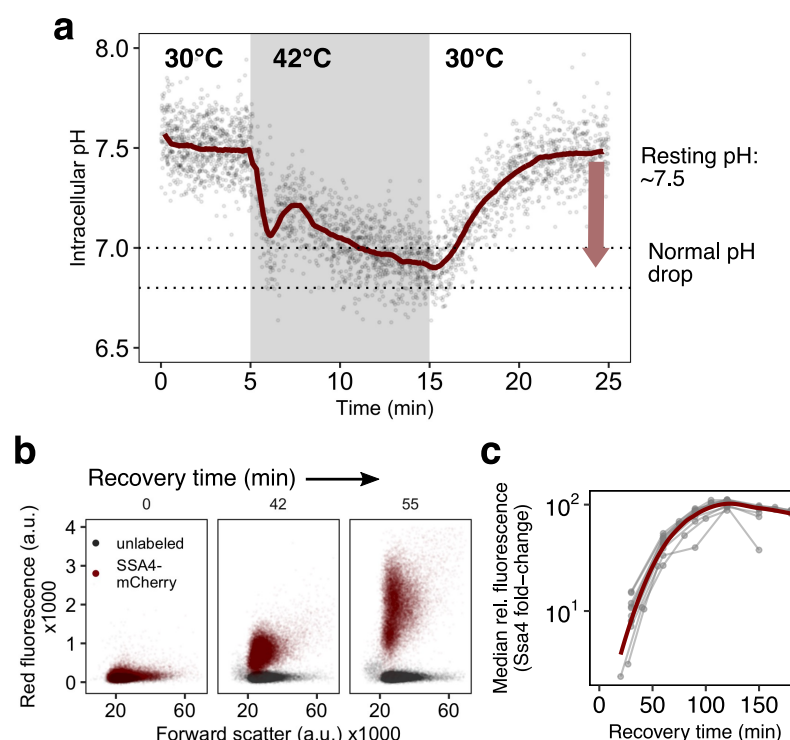 a
30°C 42°C 30°C
8.0
7.5
7.0
6.5
Intracellular pH
0 5 10 15 20 25
Time (min)
Resting pH:
~7.5
Normal pH
drop
b
Recovery time (min)
0 42 55
unlabeled
SSA4-
mCherry
4
3
2
1
0
Red fluorescence (a.u.)
x1000
20 60 20 60 20 60
Forward scatter (a.u.) x1000
c
10²
10¹
Median rel. fluorescence
(Ssa4 fold−change)
0 50 100 150
Recovery time (min)